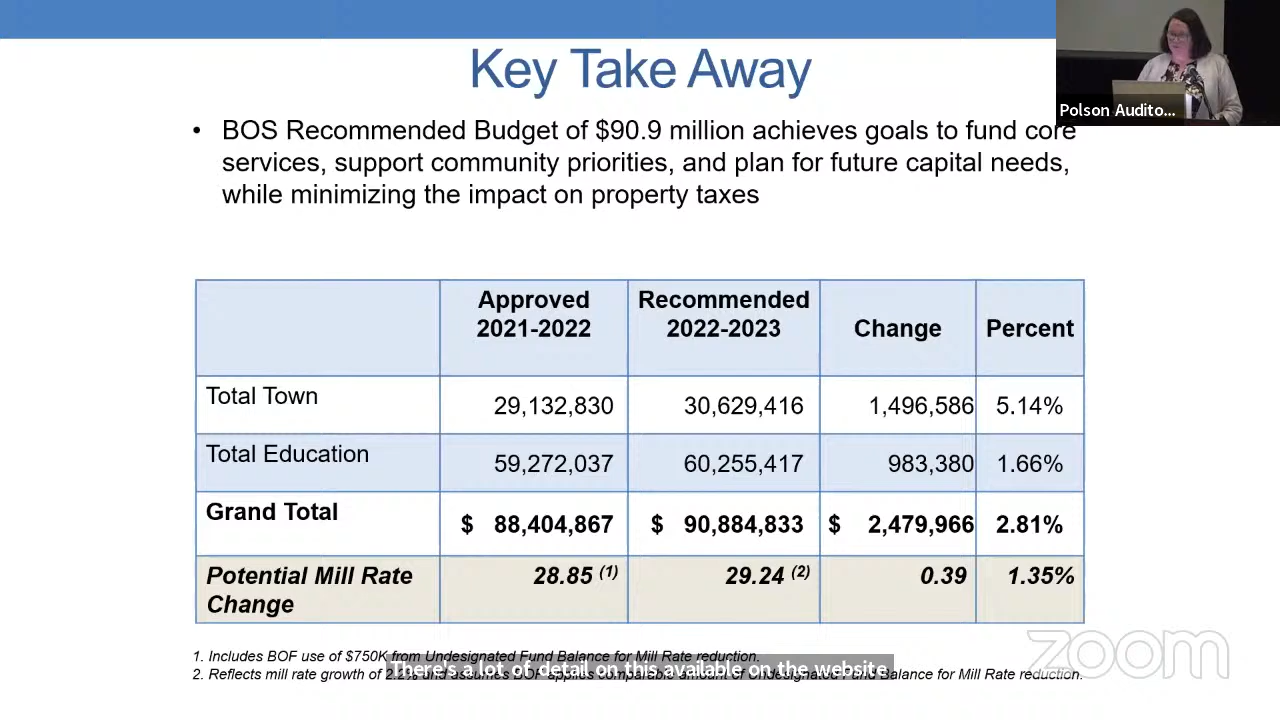 Key Take Away
Polson Audito...
• BOS Recommended Budget of $90.9 million achieves goals to fund core
services, support community priorities, and plan for future capital needs,
while minimizing the impact on property taxes
Approved
2021-2022
Recommended
2022-2023
Change
Percent
Total Town 29,132,830 30,629,416 1,496,586 5.14%
Total Education 59,272,037 60,255,417 983,380 1.66%
Grand Total $ 88,404,867 $ 90,884,833 $ 2,479,966 2.81%
Potential Mill Rate
Change
28.85 (1) 29.24 (2) 0.39 1.35%
zoom
1. Includes BOF use of $750K from Undesignated Fund Balance for Mill Rate reduction.
There's a lot of detail on this available on the website
2. Reflects mill rate growth of 2.2% and assumes BOF applies comparable amount of Undesignated Fund Balance for Mill Rate reduction.